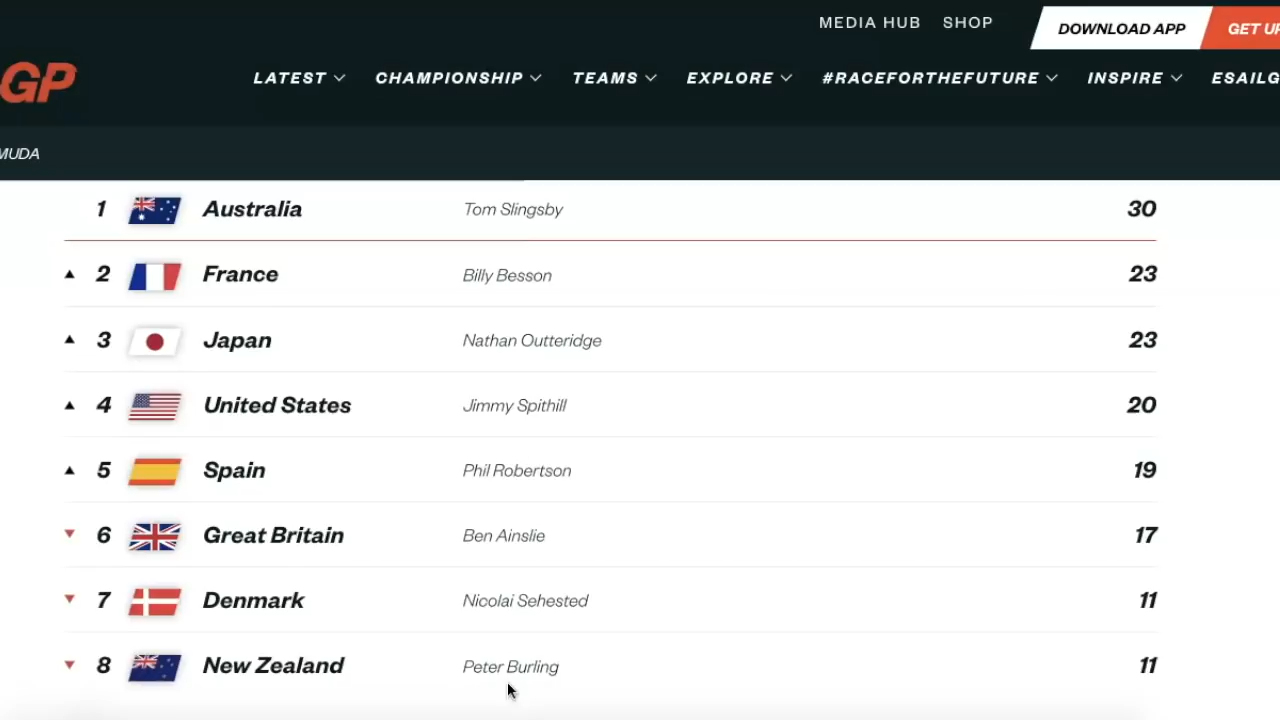 MEDIA HUB SHOP DOWNLOAD APP GET UP
GP LATEST CHAMPIONSHIP TEAMS EXPLORE #RACEFORTHEFUTURE INSPIRE ESAILG
MUDA
1 Australia Tom Slingsby 30
2 France Billy Besson 23
3 Japan Nathan Outteridge 23
4 United States Jimmy Spithill 20
5 Spain Phil Robertson 19
6 Great Britain Ben Ainslie 17
7 Denmark Nicolai Sehested 11
8 New Zealand Peter Burling 11